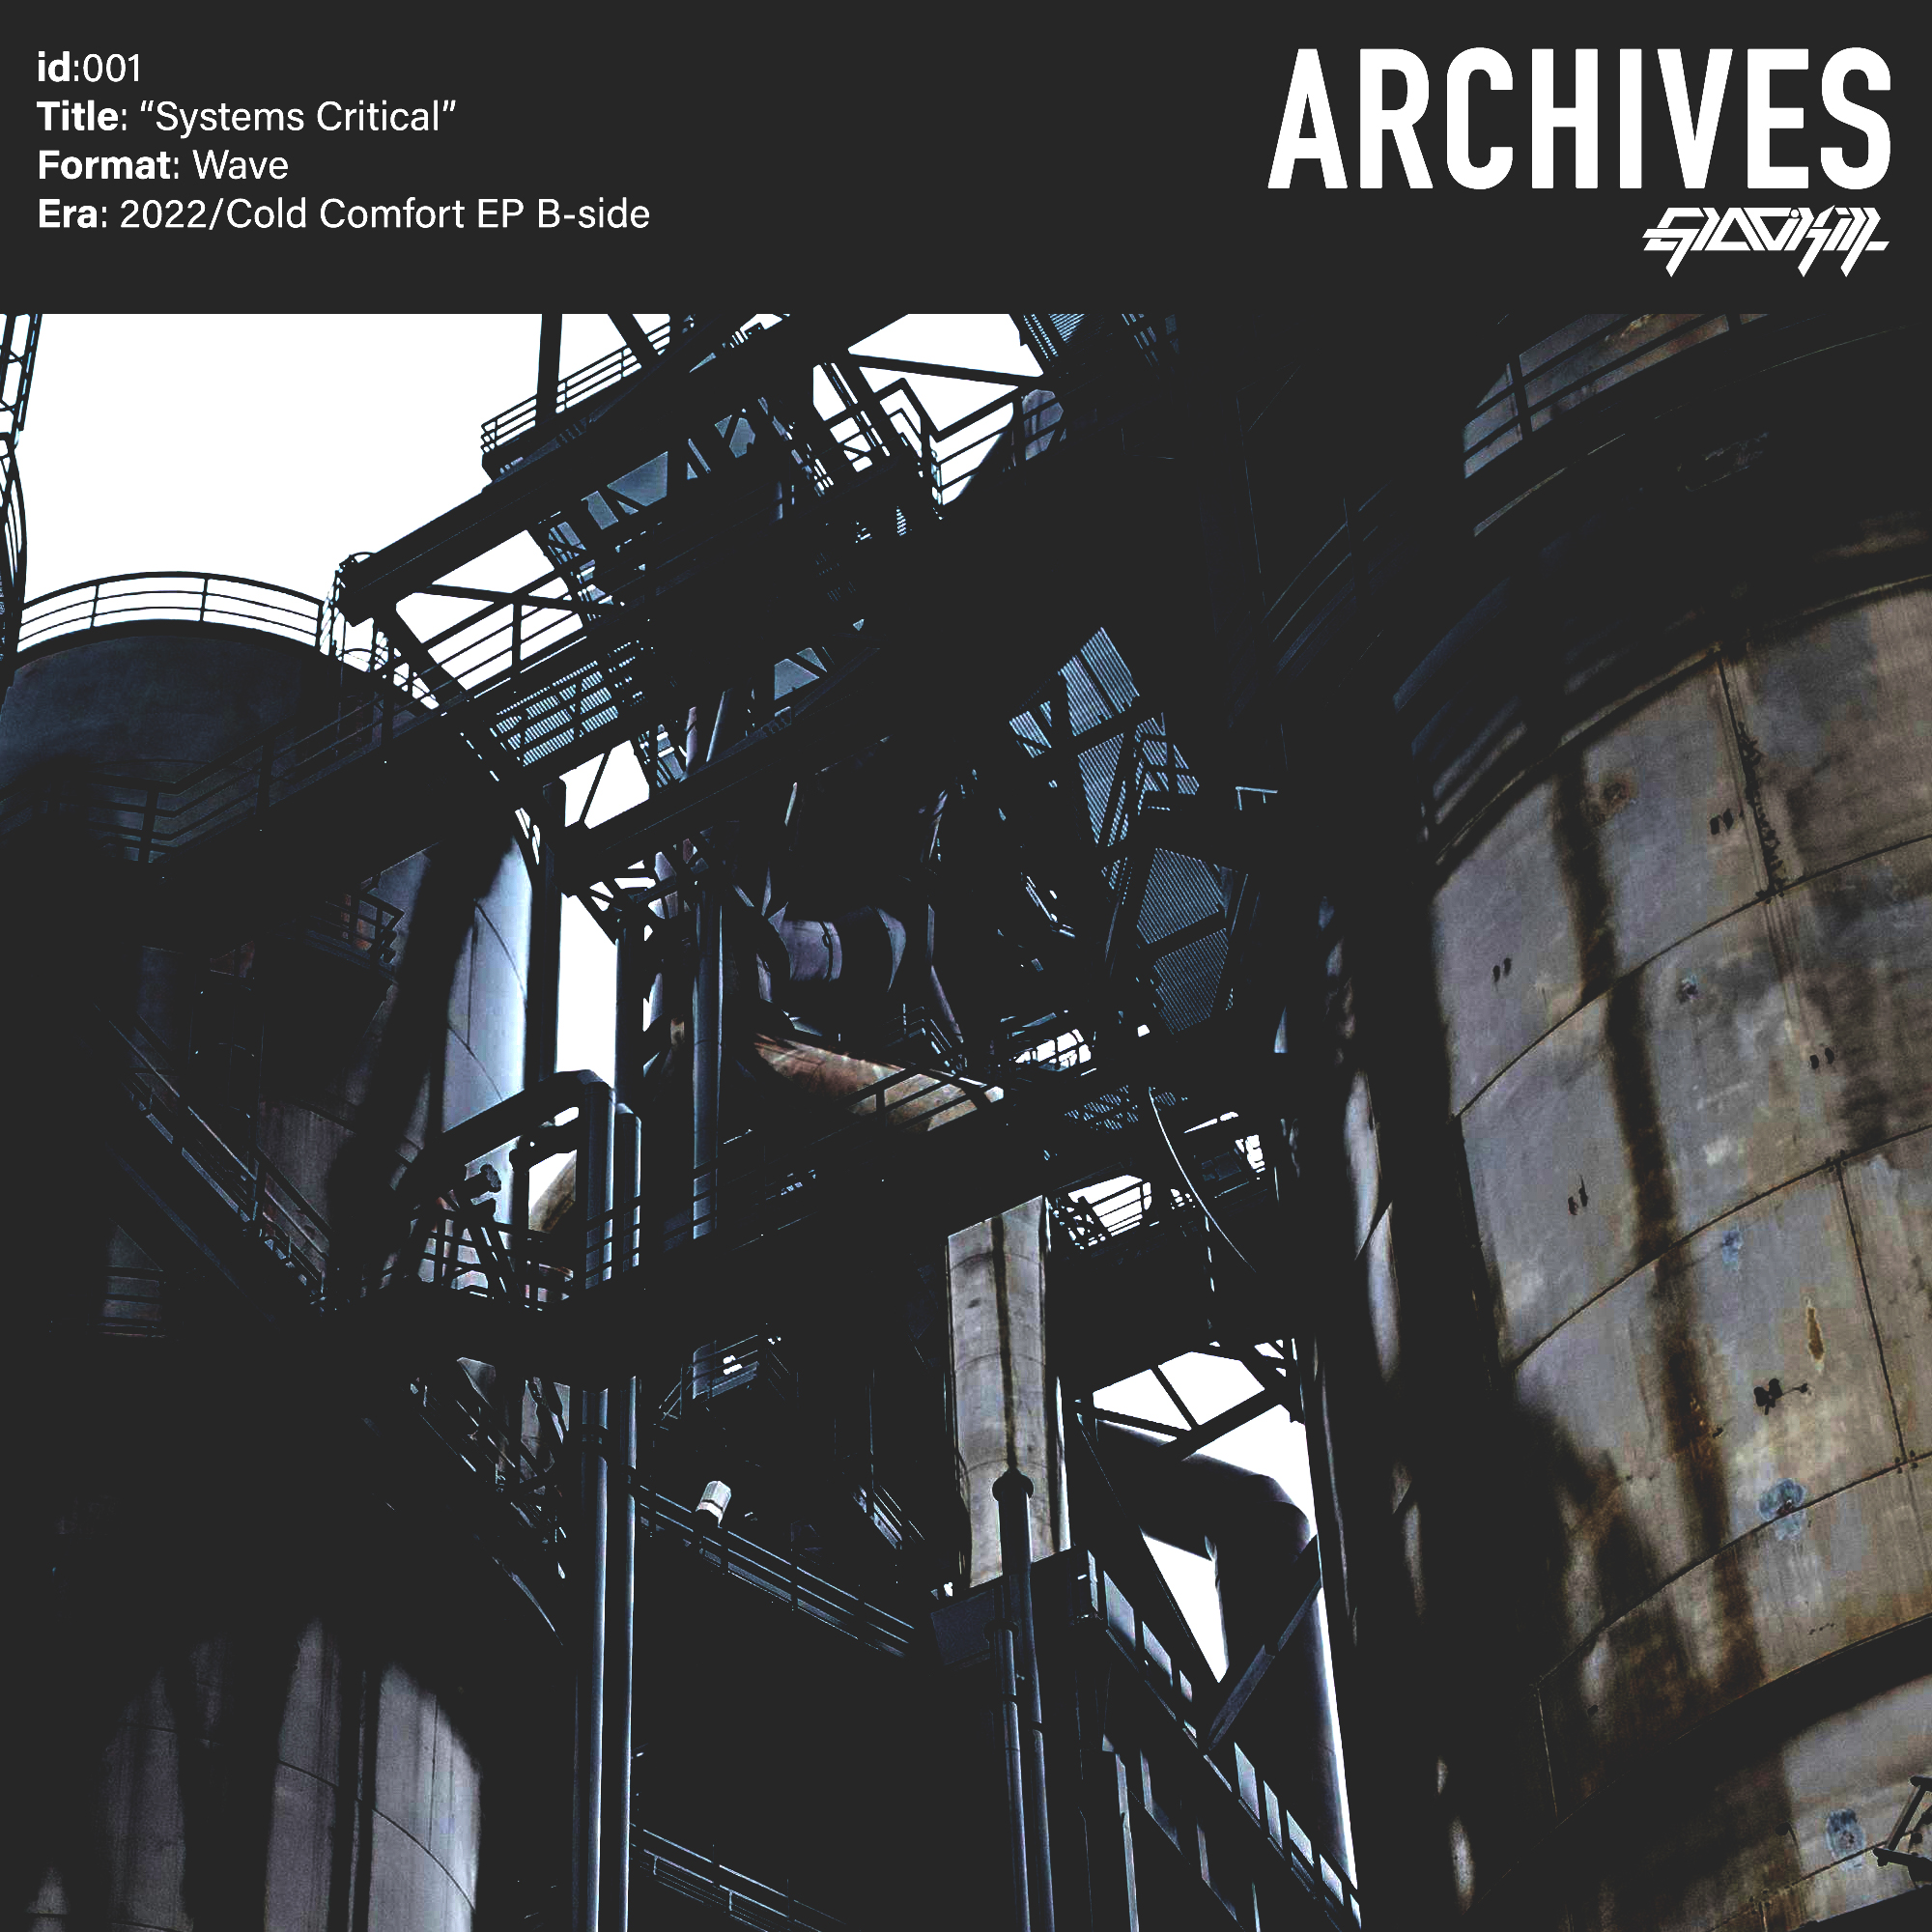 id:001
Title: “Systems Critical”
Format: Wave
Era: 2022/Cold Comfort EP B-side
ARCHIVES